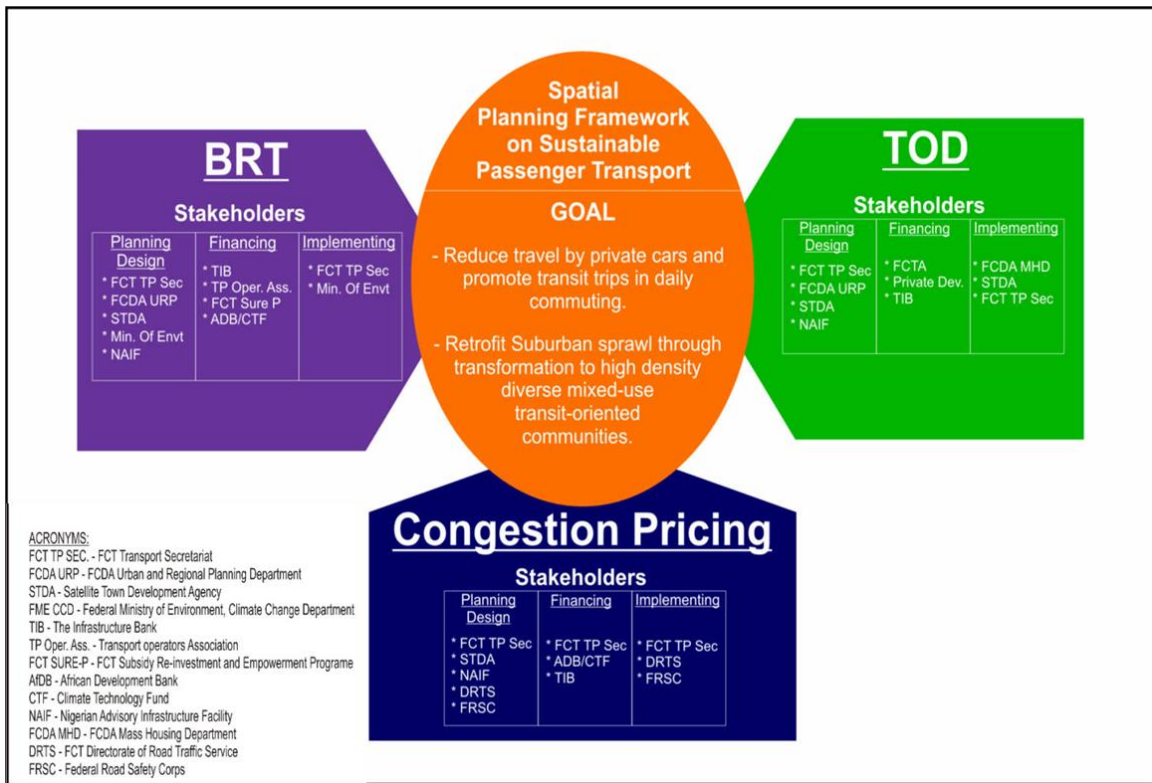 Spatial
Planning Framework
on Sustainable
Passenger Transport
GOAL
- Reduce travel by private cars and
promote transit trips in daily
commuting.
- Retrofit Suburban sprawl through
transformation to high density
diverse mixed-use
transit-oriented
communities.
BRT
Stakeholders
Planning
Design
* FCT TP Sec
* FCDA URP
* STDA
* Min. Of Envt
* NAIF
Financing
* TIB
* TP Oper. Ass.
* FCT Sure P
* ADB/CTF
Implementing
* FCT TP Sec
* Min. Of Envt
TOD
Stakeholders
Planning
Design
* FCT TP Sec
* FCDA URP
* STDA
* NAIF
Financing
* FCTA
* Private Dev.
* TIB
Implementing
* FCDA MHD
* STDA
* FCT TP Sec
Congestion Pricing
Stakeholders
Planning
Design
* FCT TP Sec
* STDA
* NAIF
* DRTS
* FRSC
Financing
* FCT TP Sec
* ADB/CTF
* TIB
Implementing
* FCT TP Sec
* DRTS
* FRSC
ACRONYMS:
FCT TP SEC. - FCT Transport Secretariat
FCDA URP - FCDA Urban and Regional Planning Department
STDA - Satellite Town Development Agency
FME CCD - Federal Ministry of Environment, Climate Change Department
TIB - The Infrastructure Bank
TP Oper. Ass. - Transport operators Association
FCT SURE-P - FCT Subsidy Re-investment and Empowerment Programe
AfDB - African Development Bank
CTF - Climate Technology Fund
NAIF - Nigerian Advisory Infrastructure Facility
FCDA MHD - FCDA Mass Housing Department
DRTS - FCT Directorate of Road Traffic Service
FRSC - Federal Road Safety Corps